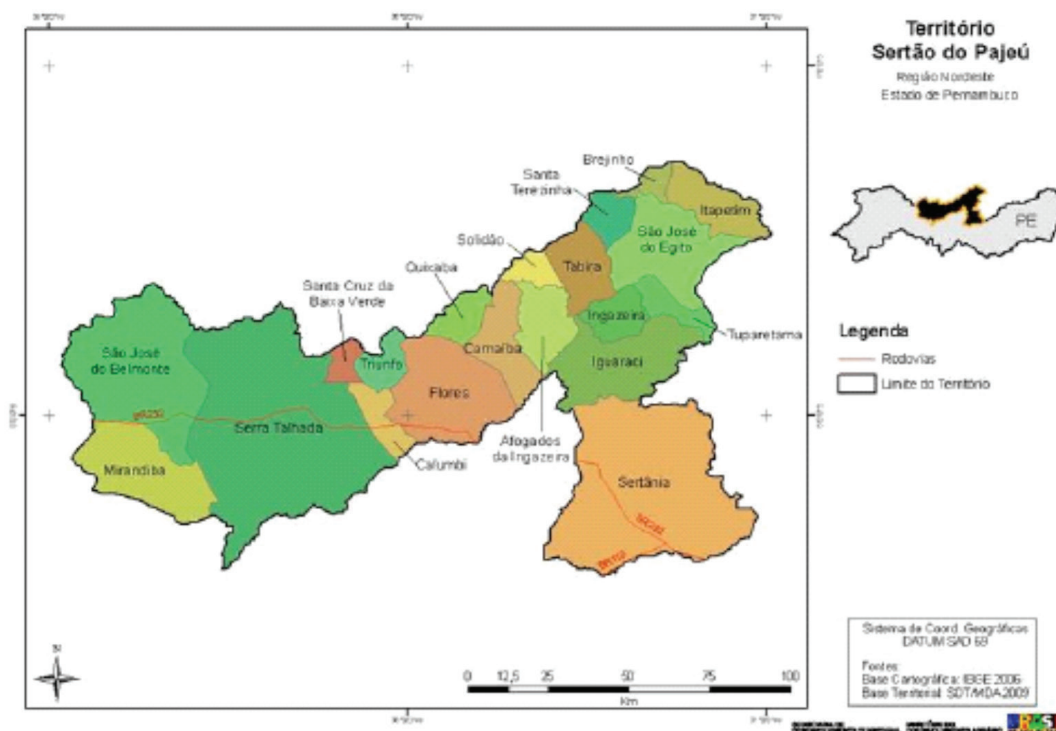 Território
Sertão do Pajeú
Região Nordeste
Estado de Pernambuco
PE
Legenda
Rodovias
Limite do Território
Brejinho
Santa
Terezinha
Itapetim
São José
do Egito
Solidão
Tabira
Quixaba
Santa Cruz da
Baixa Verde
Ingazeira
Tuparetama
São José
do Belmonte
Triunfo
Carnaíba
Iguaraci
Flores
BR232
Serra Talhada
Afogados
da Ingazeira
Calumbi
Mirandiba
Sertânia
BR232
BR110
N
0 12,5 25 50 75 100
Km
Sistema de Coord. Geográficas
DATUM SAD 69
Fontes:
Base Cartográfica: IBGE 2006
Base Territorial: SDT/MDA 2009